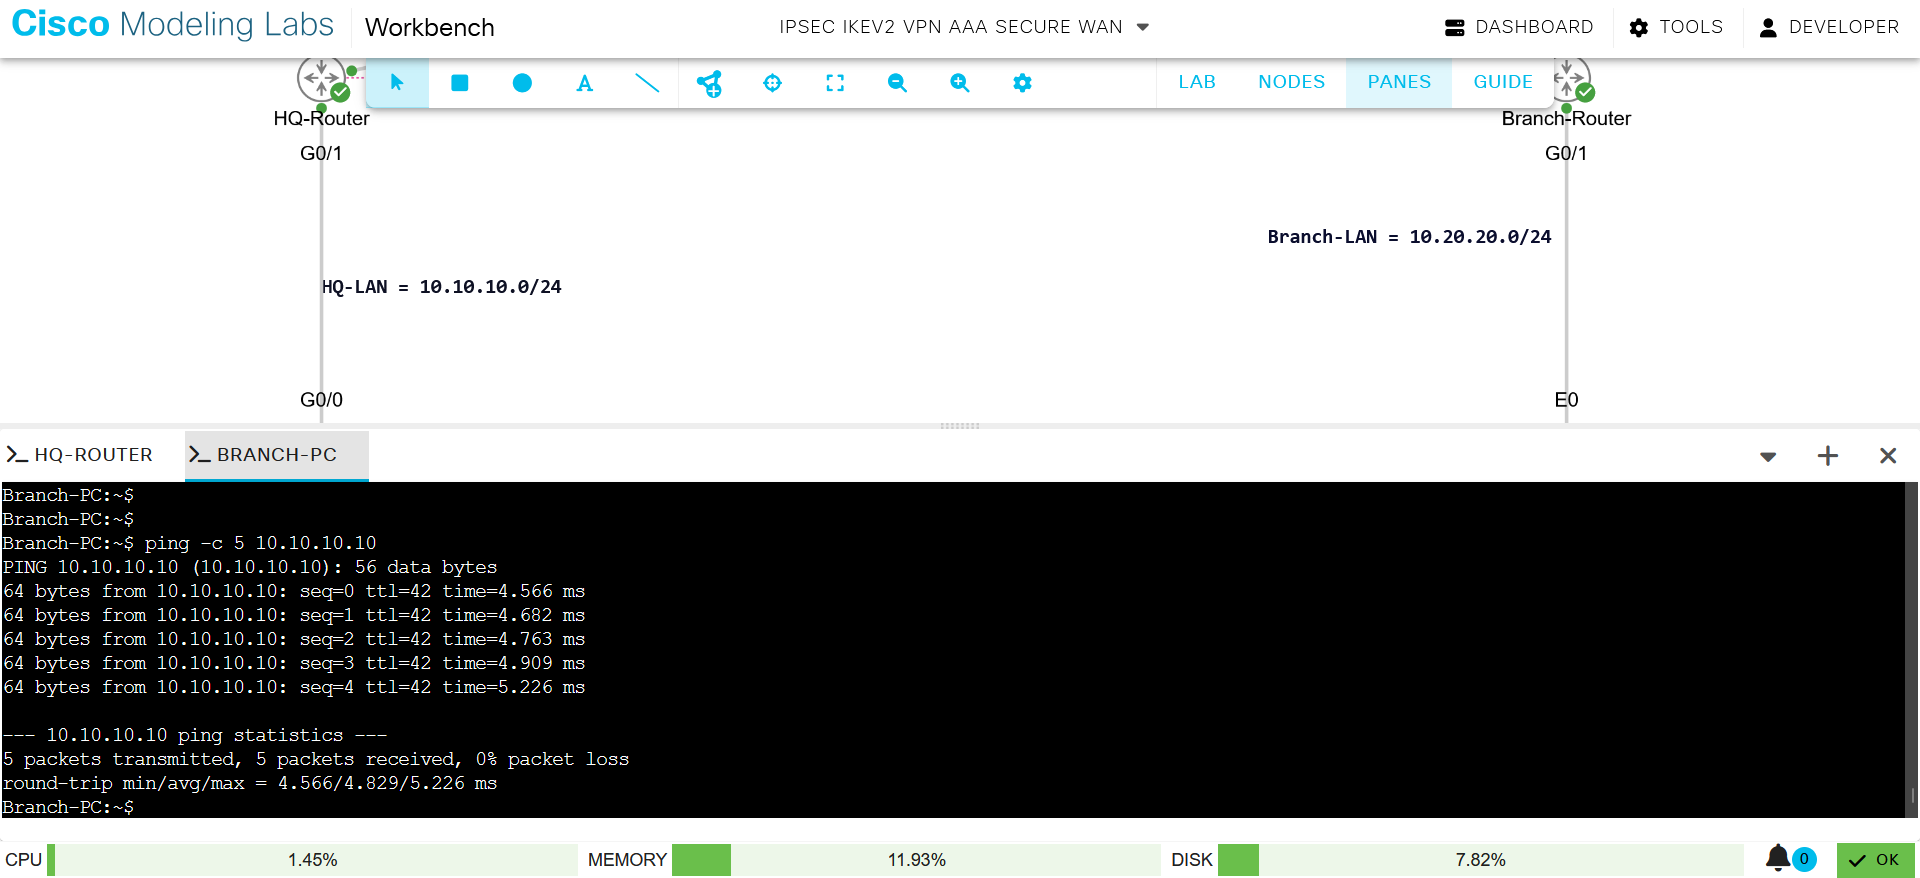 Cisco Modeling Labs
Workbench
IPSEC IKEV2 VPN AAA SECURE WAN
DASHBOARD
TOOLS
DEVELOPER
A
LAB
NODES
PANES
GUIDE
HQ-Router
Branch-Router
G0/1
G0/1
Branch-LAN = 10.20.20.0/24
HQ-LAN = 10.10.10.0/24
G0/0
E0
HQ-ROUTER
BRANCH-PC
Branch-PC:~$
Branch-PC:~$
Branch-PC:~$ ping -c 5 10.10.10.10
PING 10.10.10.10 (10.10.10.10): 56 data bytes
64 bytes from 10.10.10.10: seq=0 ttl=42 time=4.566 ms
64 bytes from 10.10.10.10: seq=1 ttl=42 time=4.682 ms
64 bytes from 10.10.10.10: seq=2 ttl=42 time=4.763 ms
64 bytes from 10.10.10.10: seq=3 ttl=42 time=4.909 ms
64 bytes from 10.10.10.10: seq=4 ttl=42 time=5.226 ms
--- 10.10.10.10 ping statistics ---
5 packets transmitted, 5 packets received, 0% packet loss
round-trip min/avg/max = 4.566/4.829/5.226 ms
Branch-PC:~$
CPU
1.45%
MEMORY
11.93%
DISK
7.82%
0
OK